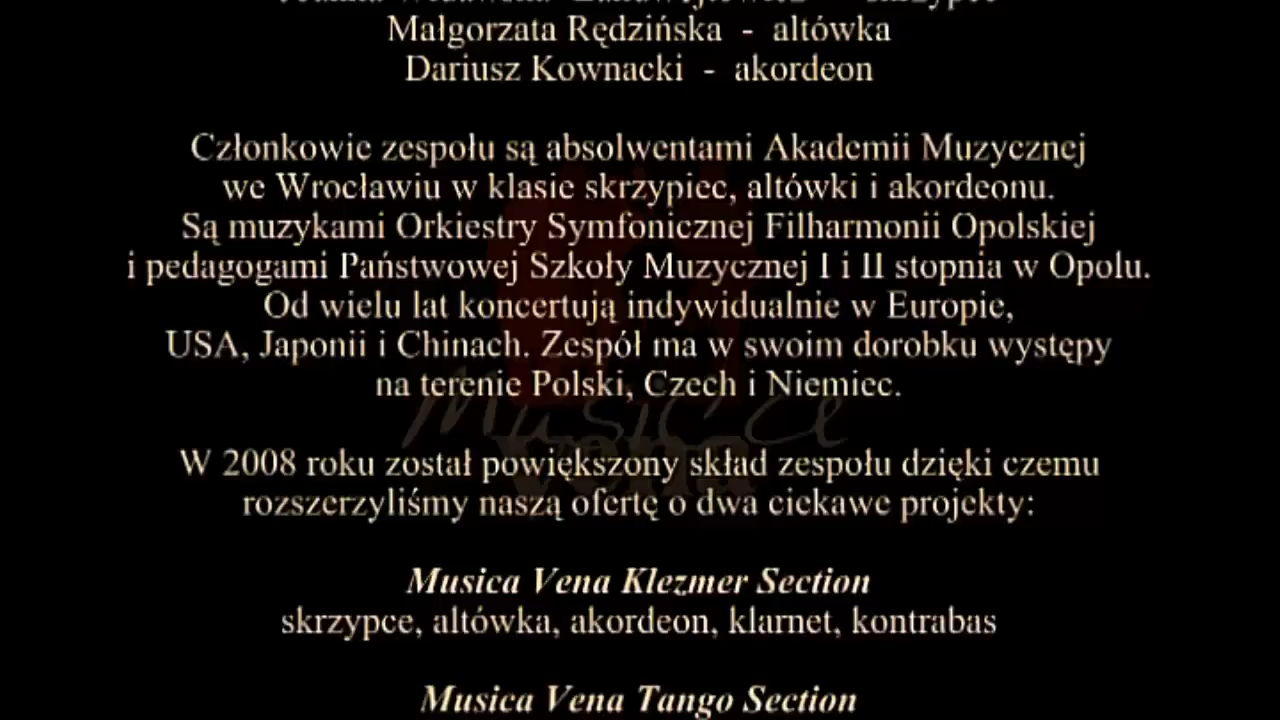 Małgorzata Rędzińska - altówka
Dariusz Kownacki - akordeon
Członkowie zespołu są absolwentami Akademii Muzycznej
we Wrocławiu w klasie skrzypiec, altówki i akordeonu.
Są muzykami Orkiestry Symfonicznej Filharmonii Opolskiej
i pedagogami Państwowej Szkoły Muzycznej I i II stopnia w Opolu.
Od wielu lat koncertują indywidualnie w Europie,
USA, Japonii i Chinach. Zespół ma w swoim dorobku występy
na terenie Polski, Czech i Niemiec.
Musica
vena
W 2008 roku został powiększony skład zespołu dzięki czemu
rozszerzyliśmy naszą ofertę o dwa ciekawe projekty:
Musica Vena Klezmer Section
skrzypce, altówka, akordeon, klarnet, kontrabas
Musica Vena Tango Section